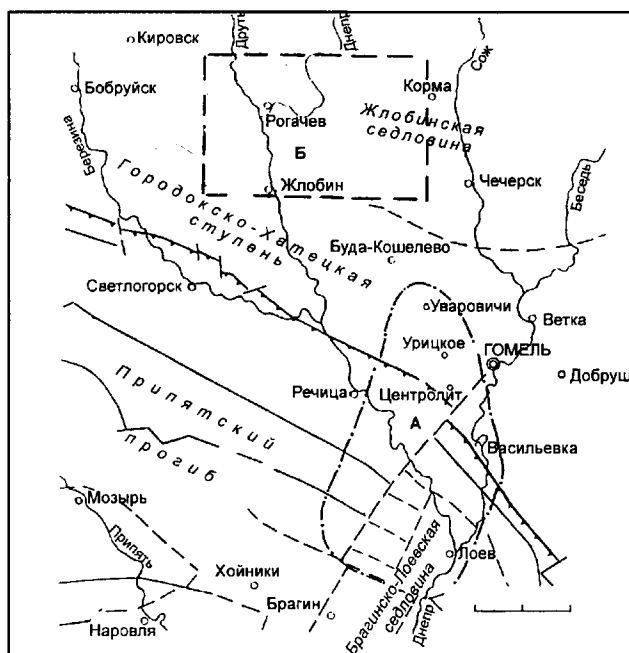 Кировск
Друть
Днепр
Сож
Бобруйск
Корма
Рогачев
Жлобинская
седловина
Б
Березина
Жлобин
Чечерск
Беседь
Городокско-Хатецкая
ступень
Буда-Кошелево
Светлогорск
Уваровичи
Ветка
Урицкое
ГОМЕЛЬ
Добруш
Речица
Центролит
Припятский
прогиб
А
Васильевка
Мозырь
Припять
Хойники
Лоев
Брагин
Брагинско-Лоевская
седловина
Днепр
Наровля